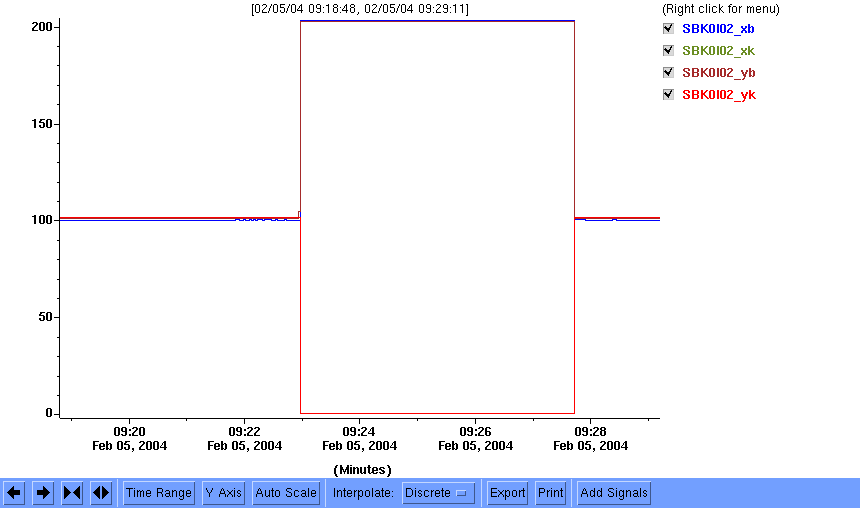 [02/05/04 09:18:48, 02/05/04 09:29:11]
(Right click for menu)
SBK0I02_xb
SBK0I02_xk
SBK0I02_yb
SBK0I02_yk
200
150
100
50
0
09:20 09:22 09:24 09:26 09:28
Feb 05, 2004 Feb 05, 2004 Feb 05, 2004 Feb 05, 2004 Feb 05, 2004
(Minutes)
Time Range Y Axis Auto Scale Interpolate: Discrete Export Print Add Signals